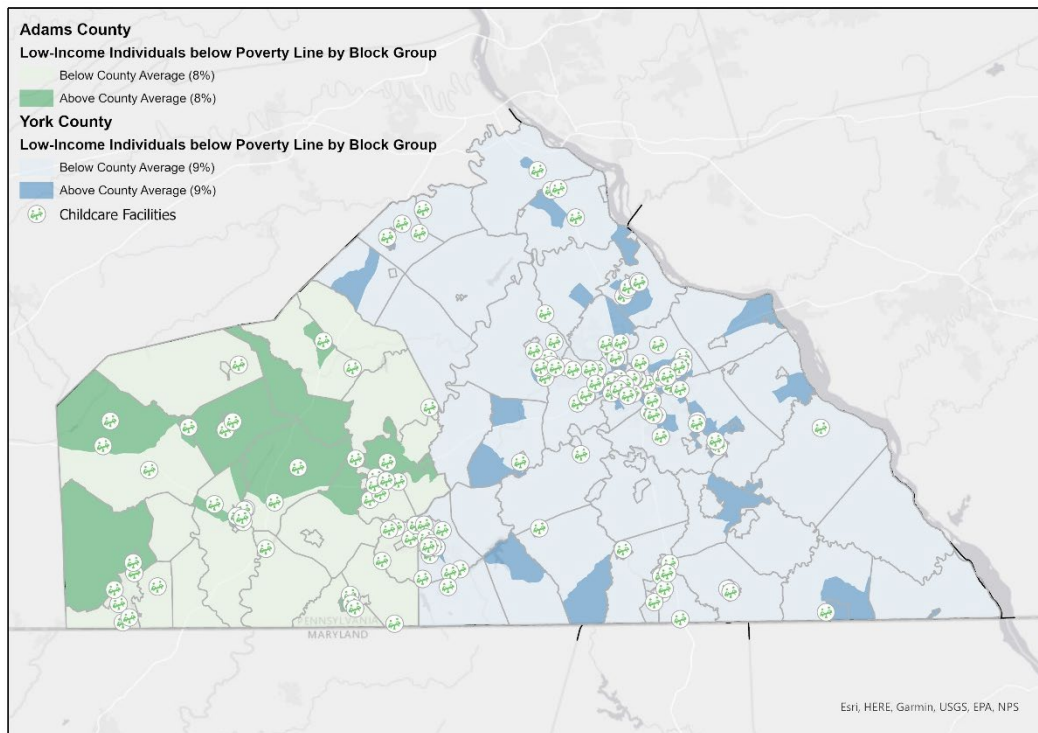 Adams County
Low-Income Individuals below Poverty Line by Block Group
Below County Average (8%)
Above County Average (8%)
York County
Low-Income Individuals below Poverty Line by Block Group
Below County Average (9%)
Above County Average (9%)
Childcare Facilities
PENNSYLVANIA
MARYLAND
Esri, HERE, Garmin, USGS, EPA, NPS